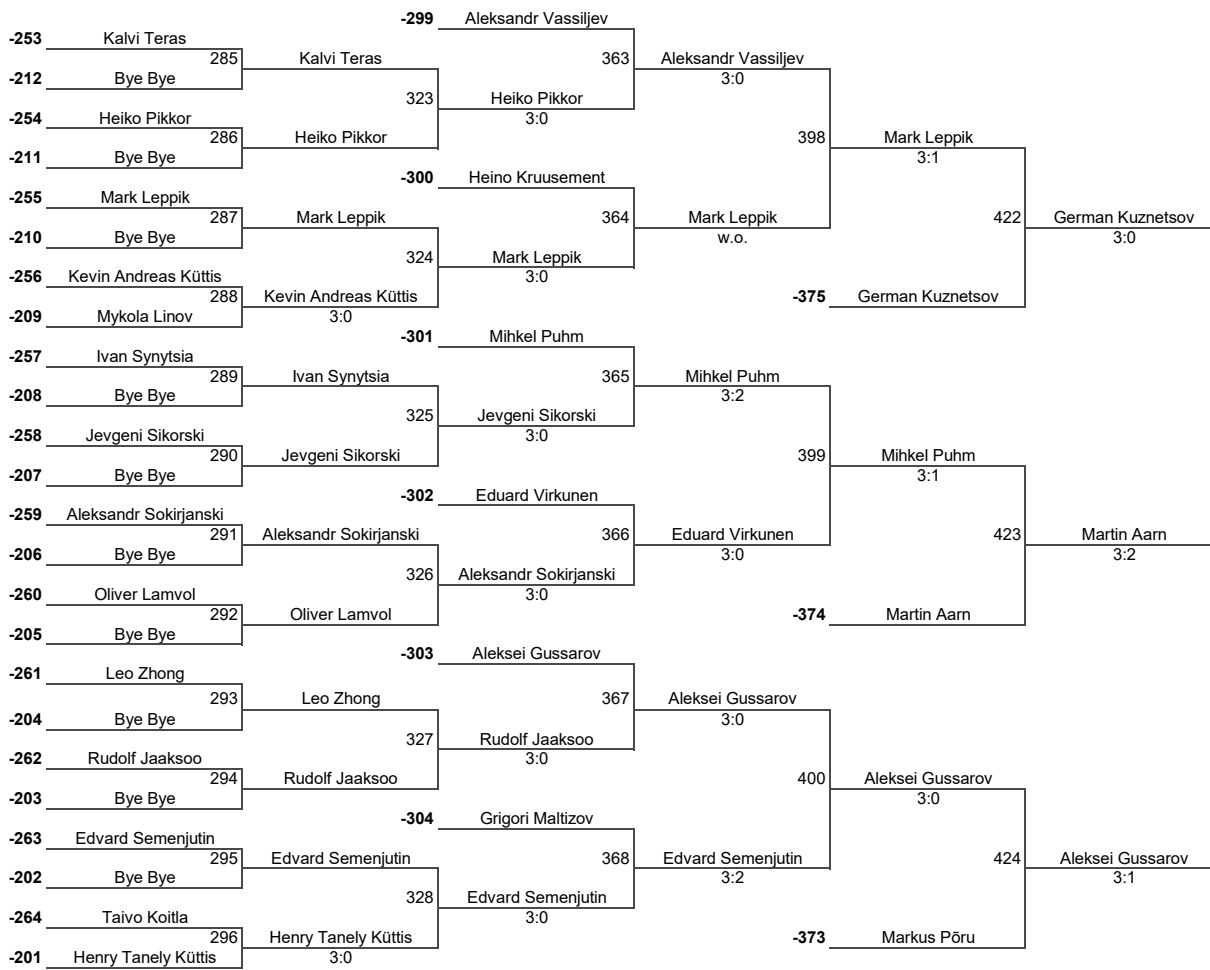 -299 Aleksandr Vassiljev
-253 Kalvi Teras
285 Kalvi Teras 363 Aleksandr Vassiljev
-212 Bye Bye 3:0
323 Heiko Pikkor
-254 Heiko Pikkor 3:0
286 Heiko Pikkor 398 Mark Leppik
-211 Bye Bye 3:1
-300 Heino Kruusement
-255 Mark Leppik
287 Mark Leppik 364 Mark Leppik 422 German Kuznetsov
-210 Bye Bye w.o. 3:0
324 Mark Leppik
-256 Kevin Andreas Küttis 3:0
288 Kevin Andreas Küttis -375 German Kuznetsov
-209 Mykola Linov 3:0
-301 Mihkel Puhm
-257 Ivan Synytsia
289 Ivan Synytsia 365 Mihkel Puhm
-208 Bye Bye 3:2
325 Jevgeni Sikorski
-258 Jevgeni Sikorski 3:0
290 Jevgeni Sikorski 399 Mihkel Puhm
-207 Bye Bye 3:1
-302 Eduard Virkunen
-259 Aleksandr Sokirjanski
291 Aleksandr Sokirjanski 366 Eduard Virkunen 423 Martin Aarn
-206 Bye Bye 3:0 3:2
326 Aleksandr Sokirjanski
-260 Oliver Lamvol 3:0
292 Oliver Lamvol -374 Martin Aarn
-205 Bye Bye
-303 Aleksei Gussarov
-261 Leo Zhong
293 Leo Zhong 367 Aleksei Gussarov
-204 Bye Bye 3:0
327 Rudolf Jaaksoo
-262 Rudolf Jaaksoo 3:0
294 Rudolf Jaaksoo 400 Aleksei Gussarov
-203 Bye Bye 3:0
-304 Grigori Maltizov
-263 Edvard Semenjutin
295 Edvard Semenjutin 368 Edvard Semenjutin 424 Aleksei Gussarov
-202 Bye Bye 3:2 3:1
328 Edvard Semenjutin
-264 Taivo Koitla 3:0
296 Henry Tanely Küttis -373 Markus Põru
-201 Henry Tanely Küttis 3:0